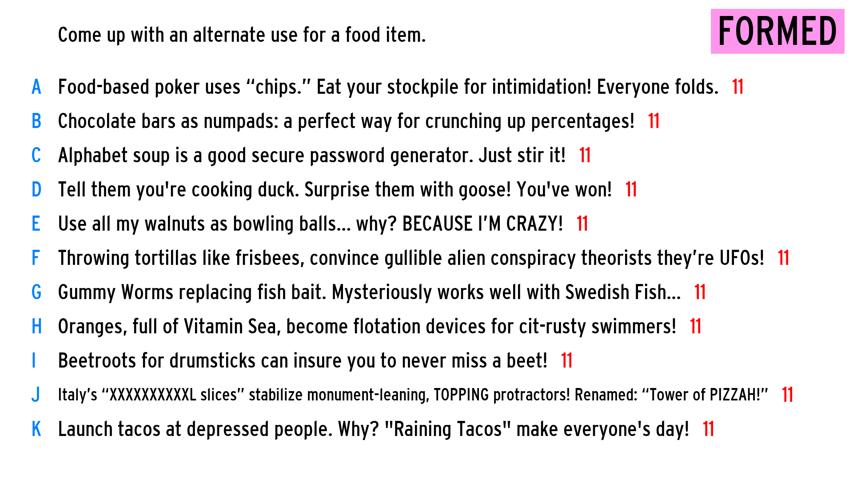 Come up with an alternate use for a food item.
FORMED
A Food-based poker uses “chips.” Eat your stockpile for intimidation! Everyone folds. 11
B Chocolate bars as numpads: a perfect way for crunching up percentages! 11
C Alphabet soup is a good secure password generator. Just stir it! 11
D Tell them you're cooking duck. Surprise them with goose! You've won! 11
E Use all my walnuts as bowling balls... why? BECAUSE I’M CRAZY! 11
F Throwing tortillas like frisbees, convince gullible alien conspiracy theorists they’re UFOs! 11
G Gummy Worms replacing fish bait. Mysteriously works well with Swedish Fish... 11
H Oranges, full of Vitamin Sea, become flotation devices for cit-rusty swimmers! 11
I Beetroots for drumsticks can insure you to never miss a beet! 11
J Italy’s “XXXXXXXXXXL slices” stabilize monument-leaning, TOPPING protractors! Renamed: “Tower of PIZZAH!” 11
K Launch tacos at depressed people. Why? "Raining Tacos" make everyone's day! 11